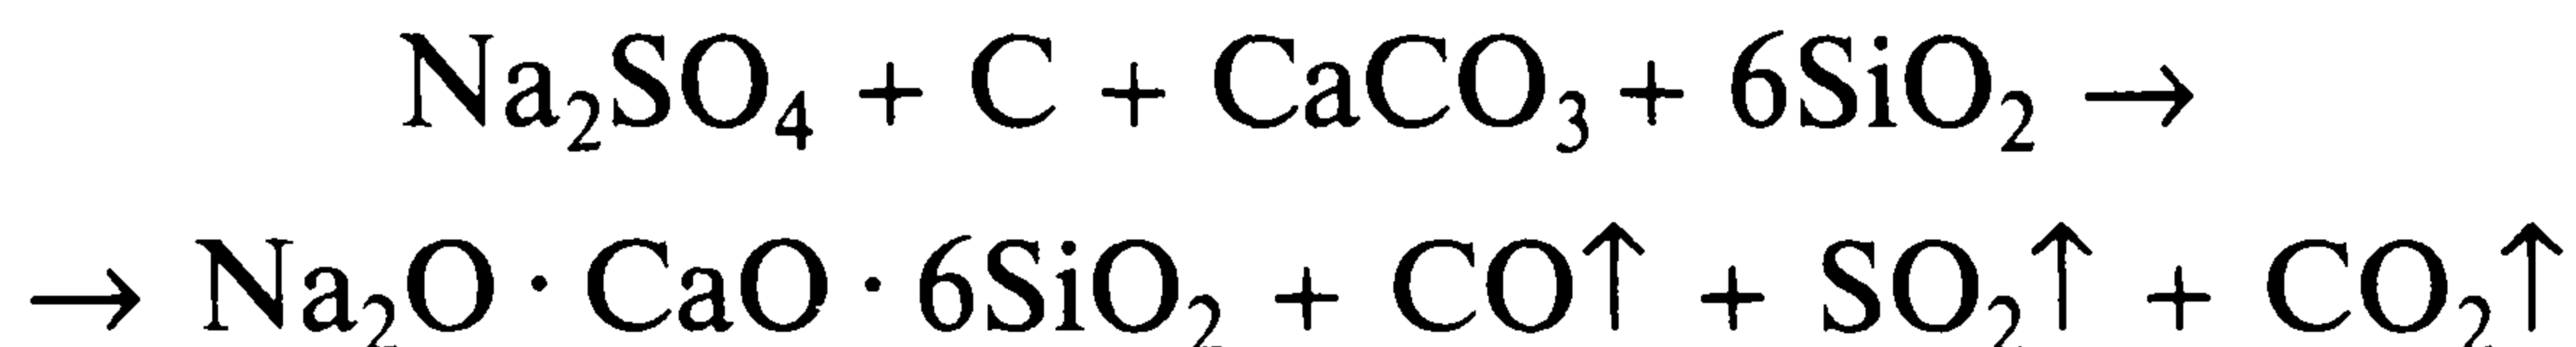 Na₂SO₄ + C + CaCO₃ + 6SiO₂ →
→ Na₂O · CaO · 6SiO₂ + CO↑ + SO₂↑ + CO₂↑